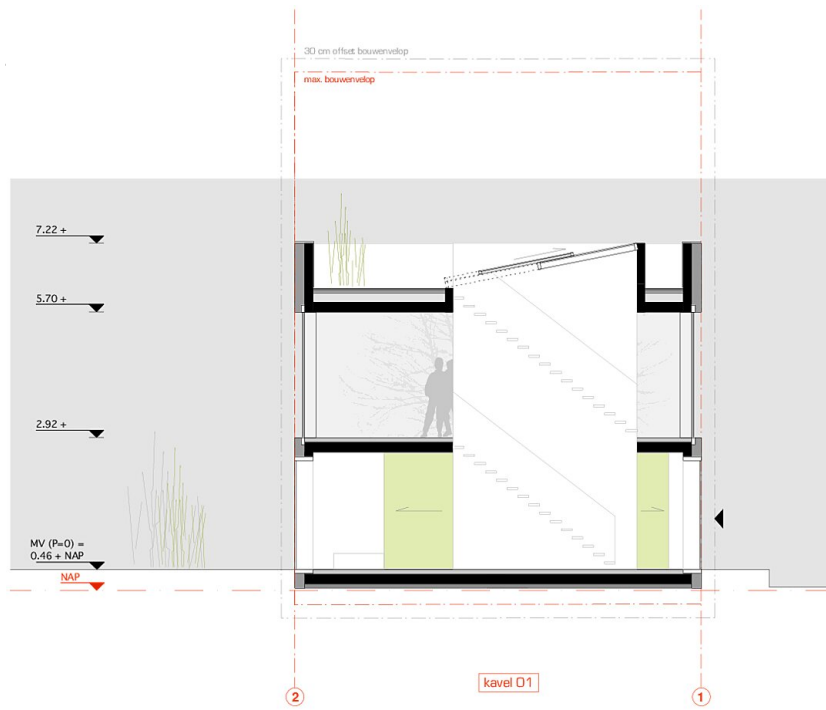 30 cm offset bouwenvelop
max. bouwenvelop
7.22 +
5.70 +
2.92 +
MV (P=0) =
0.46 + NAP
NAP
kavel 01
2
1